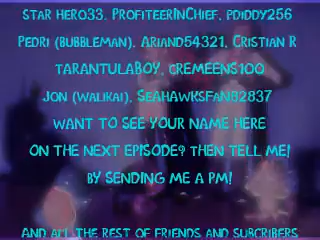 STAR HERO33, PROFITEERINCHIEF, PDIDDY256
PEDRI (BUBBLEMAN), ARIAND54321, CRISTIAN R
TARANTULABOY, CREMEENS100
JON (WALIKAI), SEAHAWKSFAN82837
WANT TO SEE YOUR NAME HERE
ON THE NEXT EPISODE? THEN TELL ME!
BY SENDING ME A PM!
AND ALL THE REST OF FRIENDS AND SUBCRIBERS